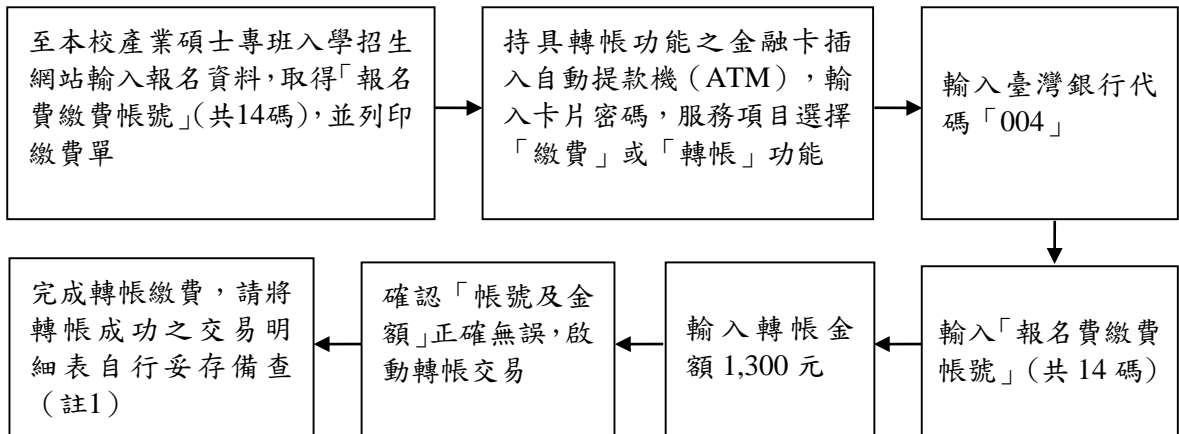 至本校產業碩士專班入學招生
網站輸入報名資料，取得「報名
費繳費帳號」（共14碼），並列印
繳費單
持具轉帳功能之金融卡插
入自動提款機（ATM），輸
入卡片密碼，服務項目選擇
「繳費」或「轉帳」功能
輸入臺灣銀行代
碼「004」
輸入「報名費繳費
帳號」（共 14 碼）
輸入轉帳金
額 1,300 元
確認「帳號及金
額」正確無誤，啟
動轉帳交易
完成轉帳繳費，請將
轉帳成功之交易明
細表自行妥存備查
（註1）